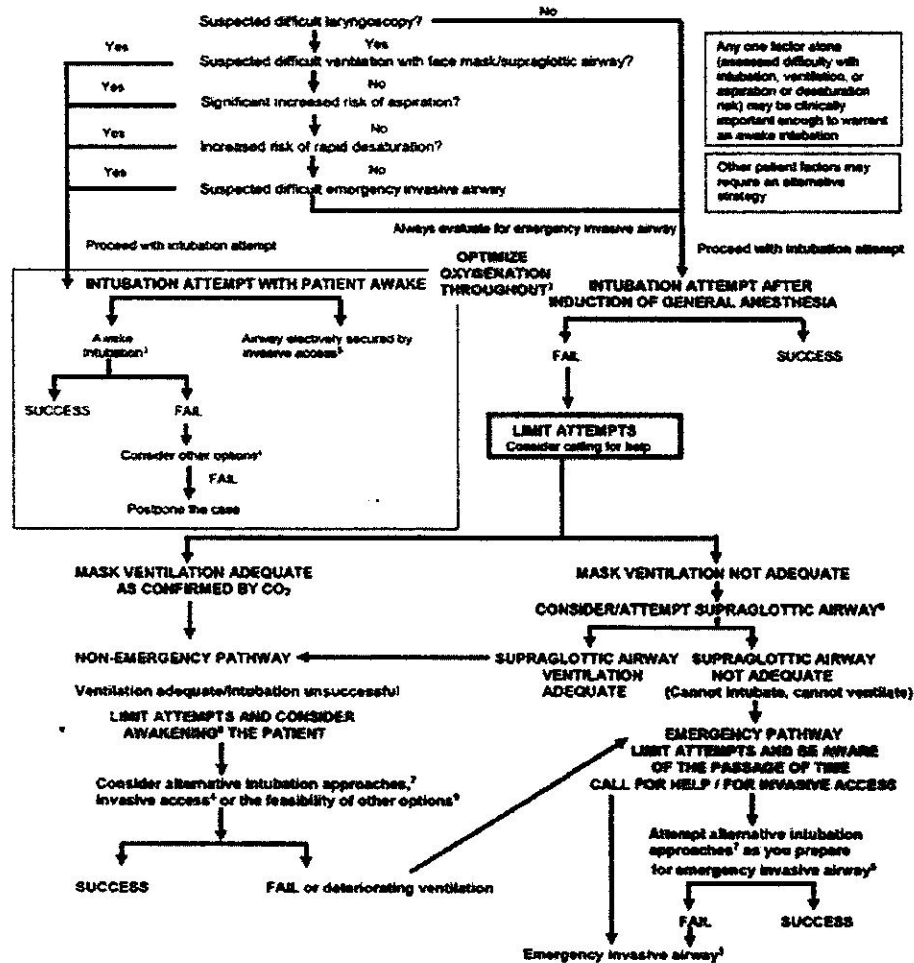 Suspected difficult laryngoscopy?
No
Yes
Yes
Suspected difficult ventilation with face mask/supraglottic airway?
Yes
No
Significant increased risk of aspiration?
Yes
No
Increased risk of rapid desaturation?
Yes
No
Suspected difficult emergency invasive airway
Any one factor alone
(assessed difficulty with
intubation, ventilation, or
aspiration or desaturation
risk) may be clinically
important enough to warrant
an awake intubation
Other patient factors may
require an alternative
strategy
Always evaluate for emergency invasive airway
Proceed with intubation attempt
Proceed with intubation attempt
OPTIMIZE
OXYGENATION
THROUGHOUT
INTUBATION ATTEMPT WITH PATIENT AWAKE
INTUBATION ATTEMPT AFTER
INDUCTION OF GENERAL ANESTHESIA
Awake
Intubation
Airway electively secured by
invasive access
FAIL
SUCCESS
SUCCESS
FAIL
LIMIT ATTEMPTS
Consider calling for help
Consider other options
FAIL
Postpone the case
MASK VENTILATION ADEQUATE
AS CONFIRMED BY CO₂
MASK VENTILATION NOT ADEQUATE
CONSIDER/ATTEMPT SUPRAGLOTTIC AIRWAY
NON-EMERGENCY PATHWAY
SUPRAGLOTTIC AIRWAY
VENTILATION
ADEQUATE
SUPRAGLOTTIC AIRWAY
NOT ADEQUATE
(Cannot intubate, cannot ventilate)
Ventilation adequate/intubation unsuccessful
LIMIT ATTEMPTS AND CONSIDER
AWAKENING THE PATIENT
EMERGENCY PATHWAY
LIMIT ATTEMPTS AND BE AWARE
OF THE PASSAGE OF TIME
CALL FOR HELP / FOR INVASIVE ACCESS
Consider alternative intubation approaches,⁷
invasive access or the feasibility of other options
Attempt alternative intubation
approaches⁷ as you prepare
for emergency invasive airway
SUCCESS
FAIL or deteriorating ventilation
FAIL
SUCCESS
Emergency invasive airway